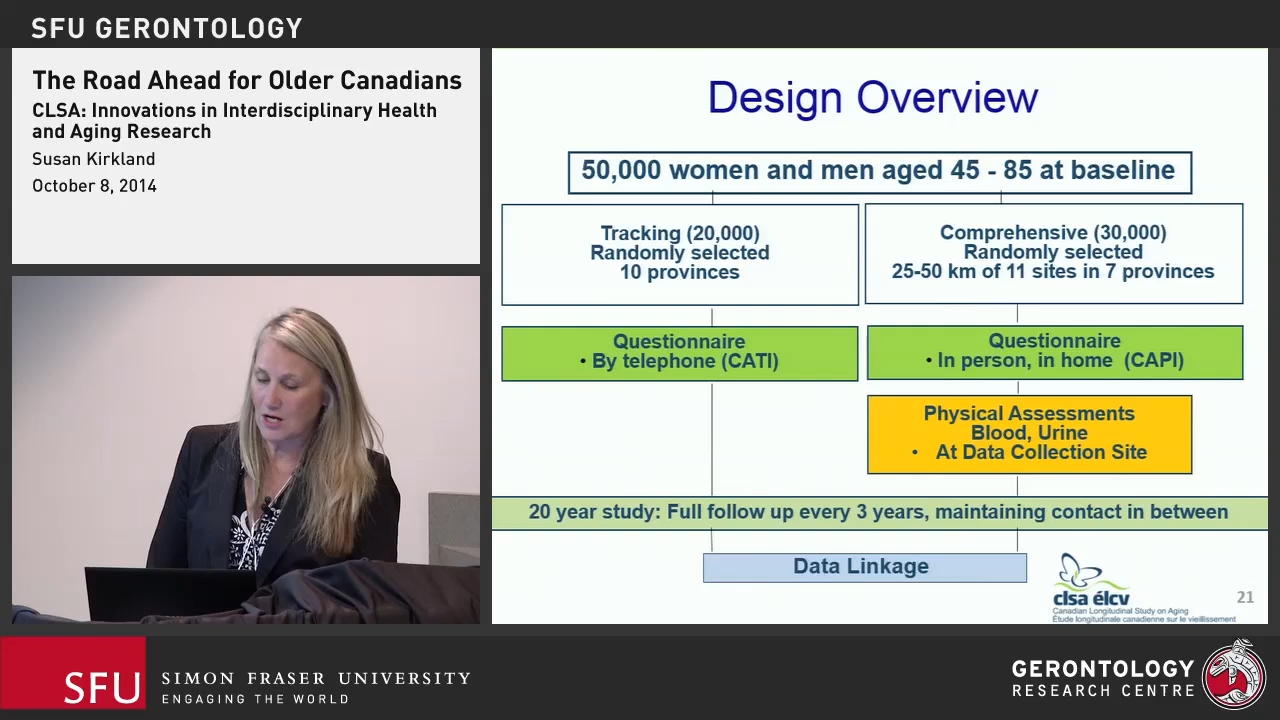 SFU GERONTOLOGY
The Road Ahead for Older Canadians
CLSA: Innovations in Interdisciplinary Health
and Aging Research
Susan Kirkland
October 8, 2014
Design Overview
50,000 women and men aged 45 - 85 at baseline
Tracking (20,000)
Randomly selected
10 provinces
Comprehensive (30,000)
Randomly selected
25-50 km of 11 sites in 7 provinces
Questionnaire
• By telephone (CATI)
Questionnaire
• In person, in home (CAPI)
Physical Assessments
Blood, Urine
• At Data Collection Site
20 year study: Full follow up every 3 years, maintaining contact in between
Data Linkage
clsa élcv
Canadian Longitudinal Study on Aging
Étude longitudinale canadienne sur le vieillissement
21
SFU
SIMON FRASER UNIVERSITY
ENGAGING THE WORLD
GERONTOLOGY
RESEARCH CENTRE